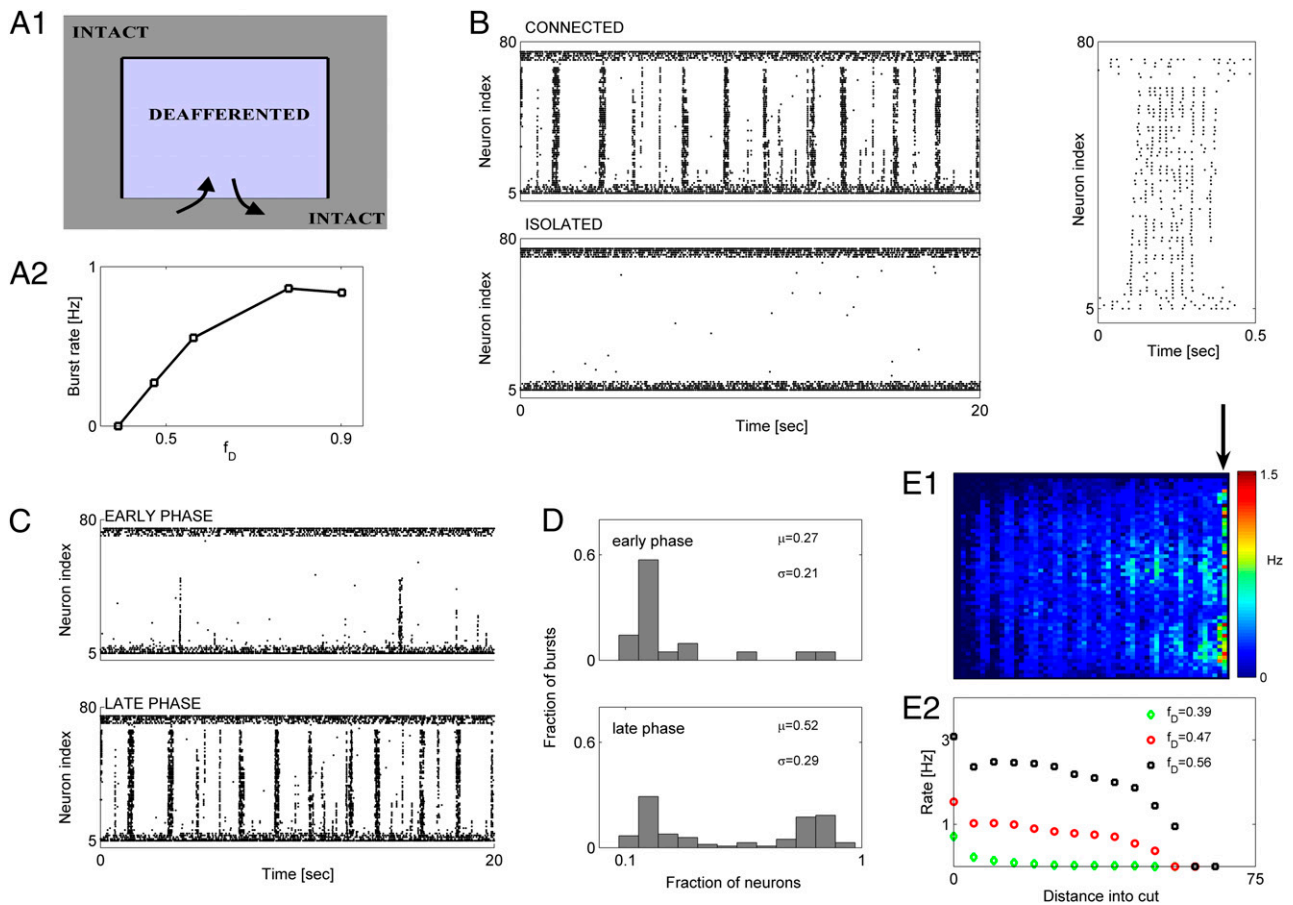 A1
INTACT
DEAFFERENTED
INTACT
A2
1
Burst rate [Hz]
0
0.5
0.9
f_D
B
CONNECTED
80
Neuron index
5
ISOLATED
80
Neuron index
5
0
20
Time [sec]
80
Neuron index
5
0
0.5
Time [sec]
C
EARLY PHASE
80
Neuron index
5
LATE PHASE
80
Neuron index
5
0
20
Time [sec]
D
early phase
μ=0.27
σ=0.21
0.6
0
Fraction of bursts
late phase
μ=0.52
σ=0.29
0.6
0
0.1
1
Fraction of neurons
E1
1.5
Hz
0
E2
f_D=0.39
f_D=0.47
f_D=0.56
3
Rate [Hz]
1
0
75
Distance into cut